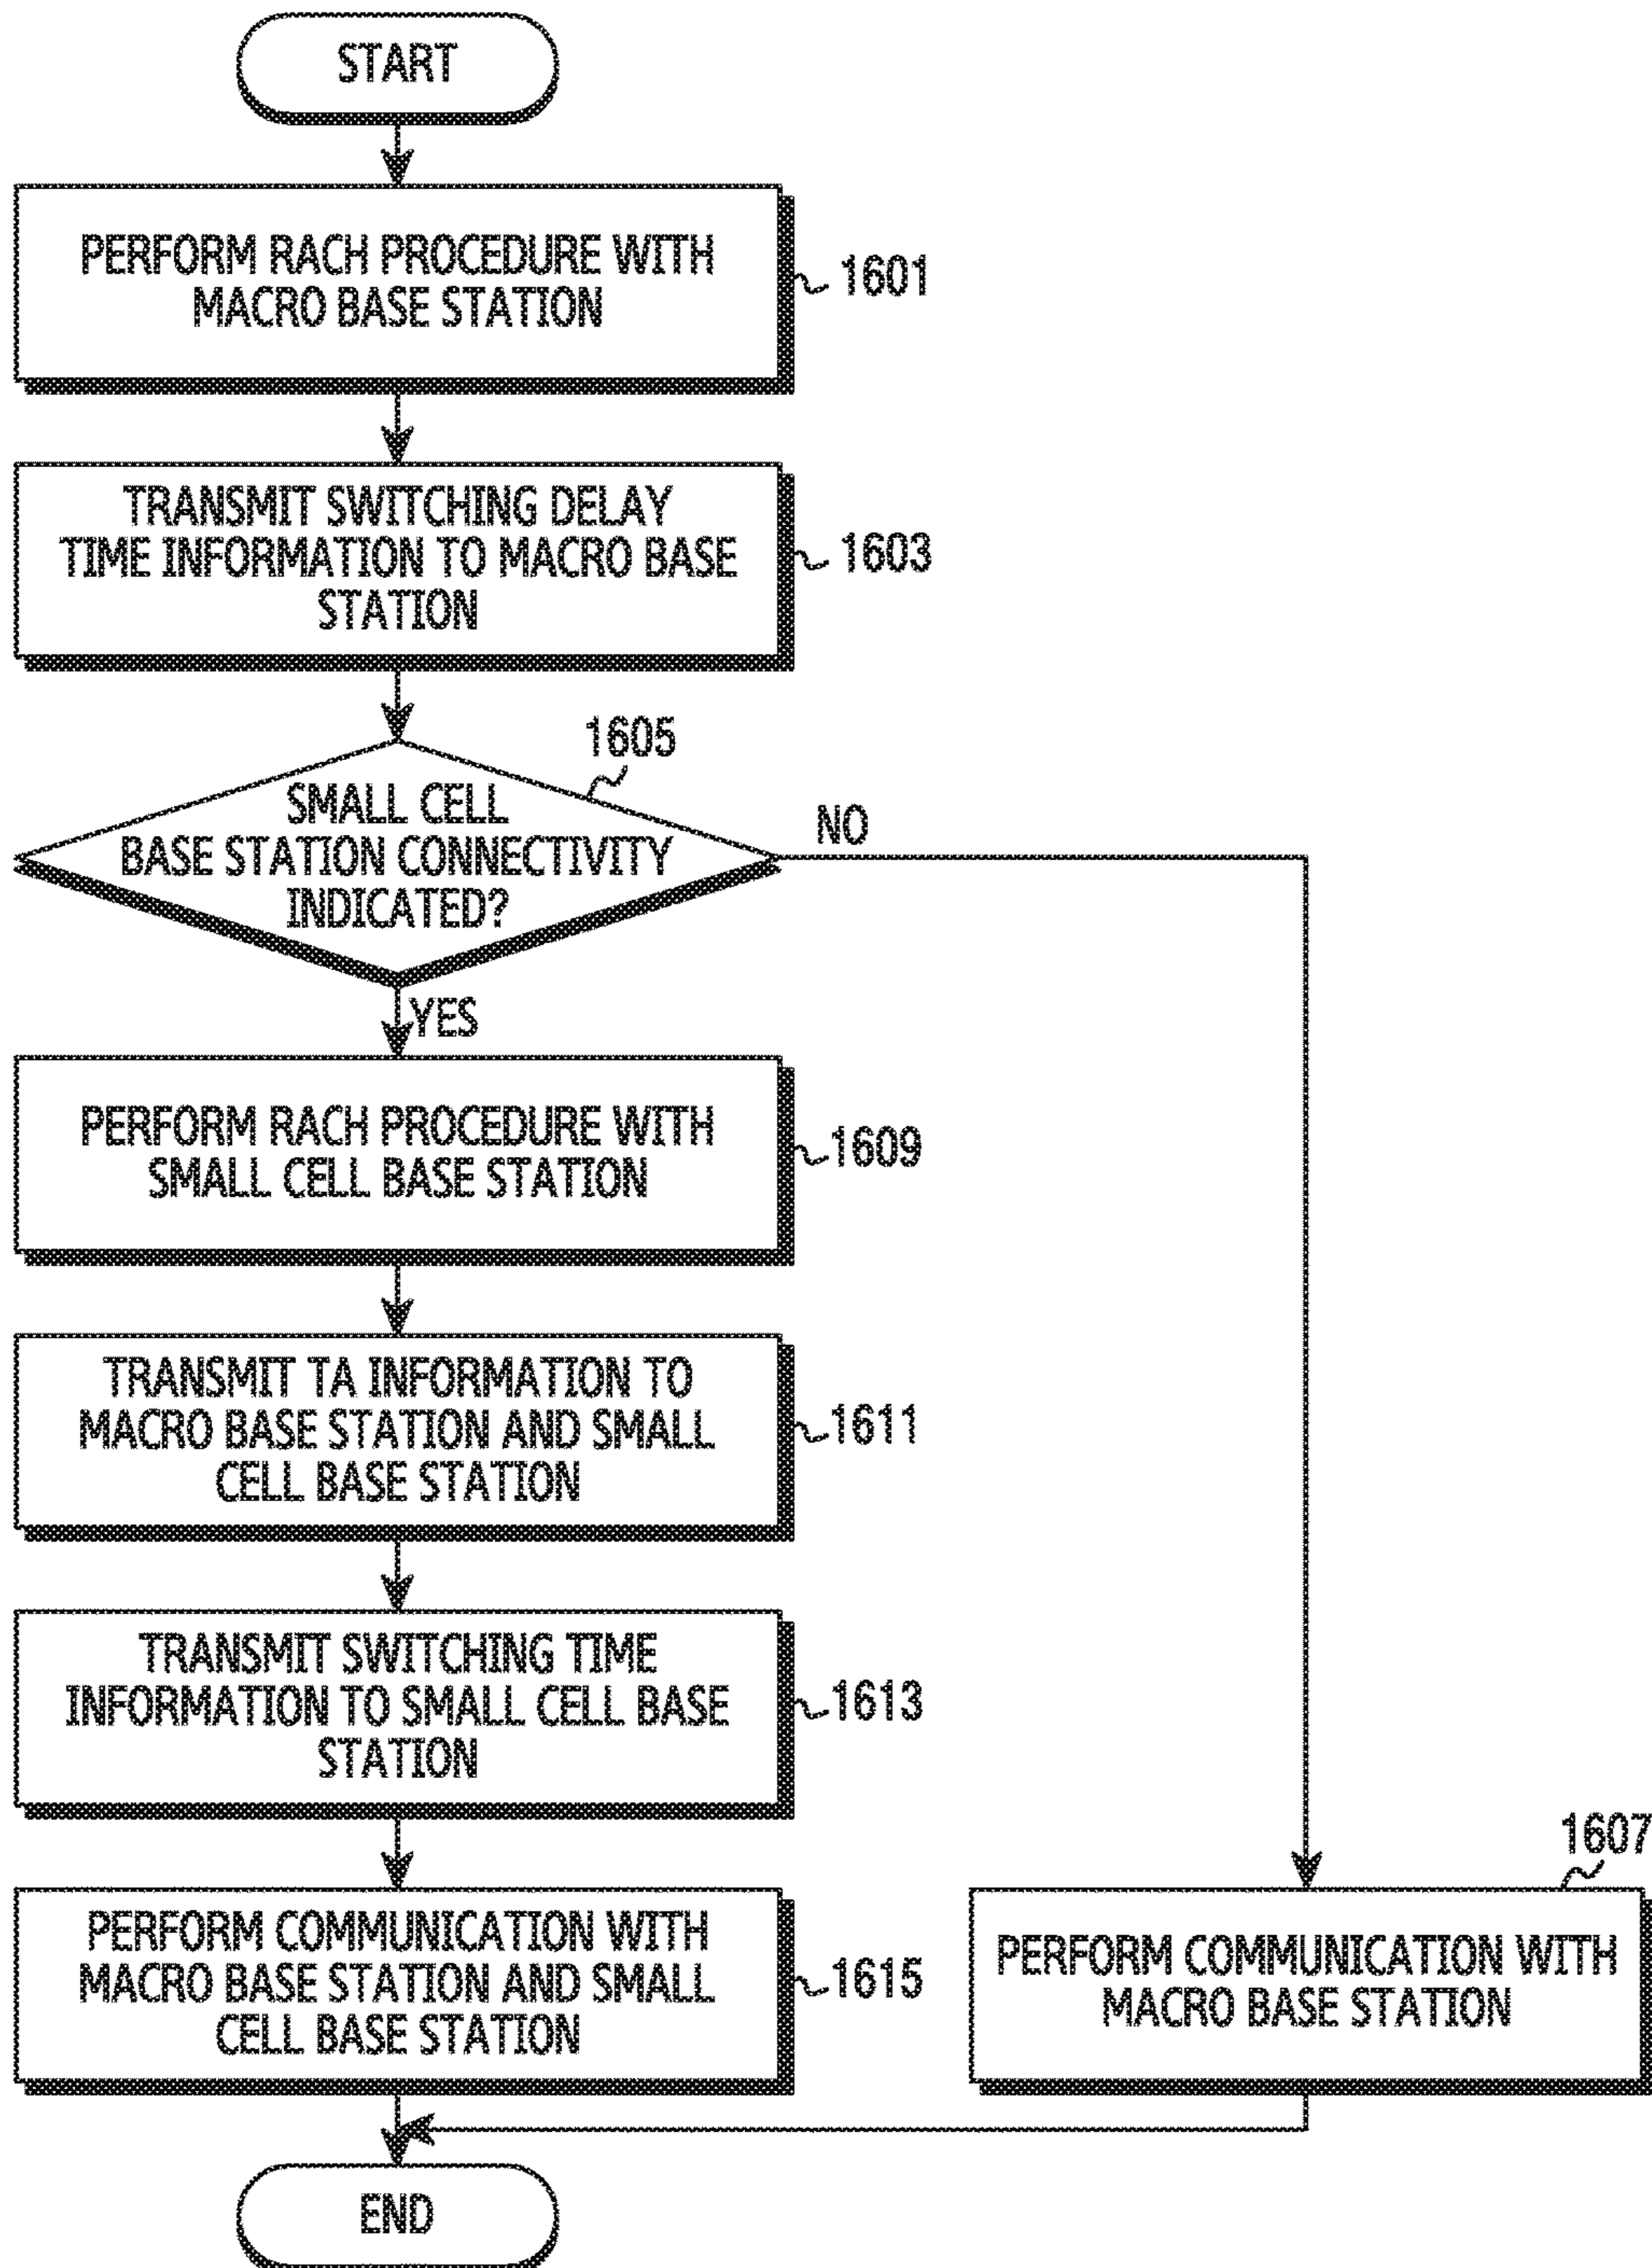 START
PERFORM RACH PROCEDURE WITH
MACRO BASE STATION
1601
TRANSMIT SWITCHING DELAY
TIME INFORMATION TO MACRO BASE
STATION
1603
1605
SMALL CELL
BASE STATION CONNECTIVITY
INDICATED?
NO
YES
PERFORM RACH PROCEDURE WITH
SMALL CELL BASE STATION
1609
TRANSMIT TA INFORMATION TO
MACRO BASE STATION AND SMALL
CELL BASE STATION
1611
TRANSMIT SWITCHING TIME
INFORMATION TO SMALL CELL BASE
STATION
1613
PERFORM COMMUNICATION WITH
MACRO BASE STATION AND SMALL
CELL BASE STATION
1615
1607
PERFORM COMMUNICATION WITH
MACRO BASE STATION
END